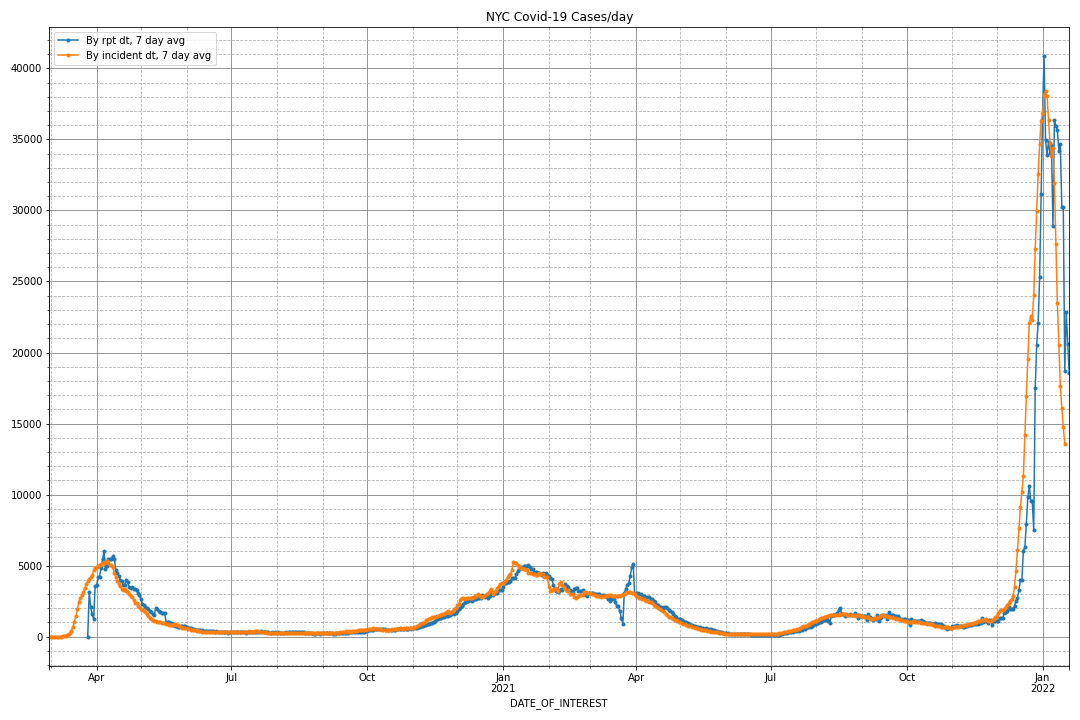 NYC Covid-19 Cases/day
By rpt dt, 7 day avg
By incident dt, 7 day avg
40000
35000
30000
25000
20000
15000
10000
5000
0
Apr Jul Oct Jan Apr Jul Oct Jan
2021 2022
DATE_OF_INTEREST